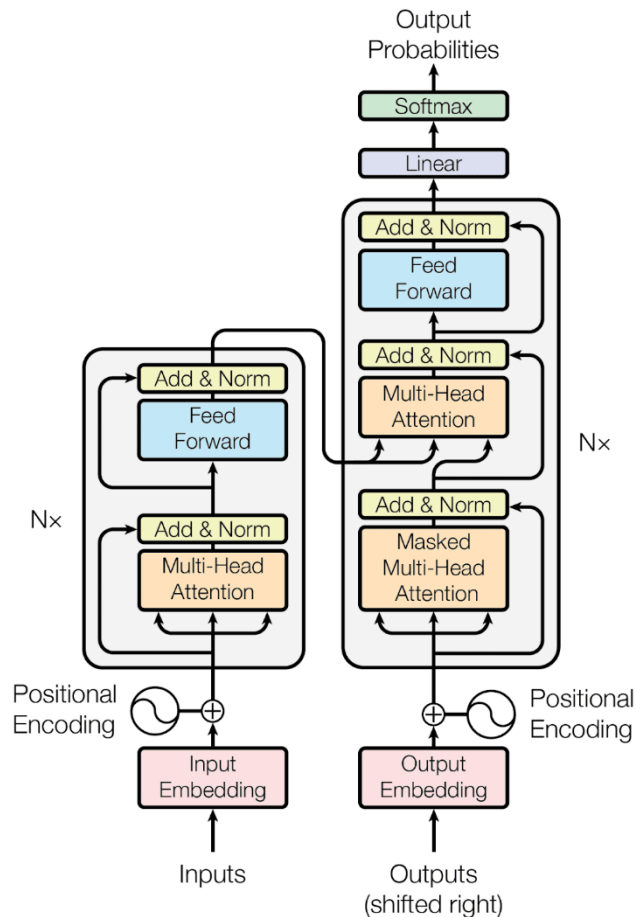 Output
Probabilities
Softmax
Linear
Add & Norm
Feed
Forward
Add & Norm
Multi-Head
Attention
Add & Norm
Masked
Multi-Head
Attention
Nx
Add & Norm
Feed
Forward
Add & Norm
Multi-Head
Attention
Nx
Positional
Encoding
Positional
Encoding
Input
Embedding
Output
Embedding
Inputs
Outputs
(shifted right)